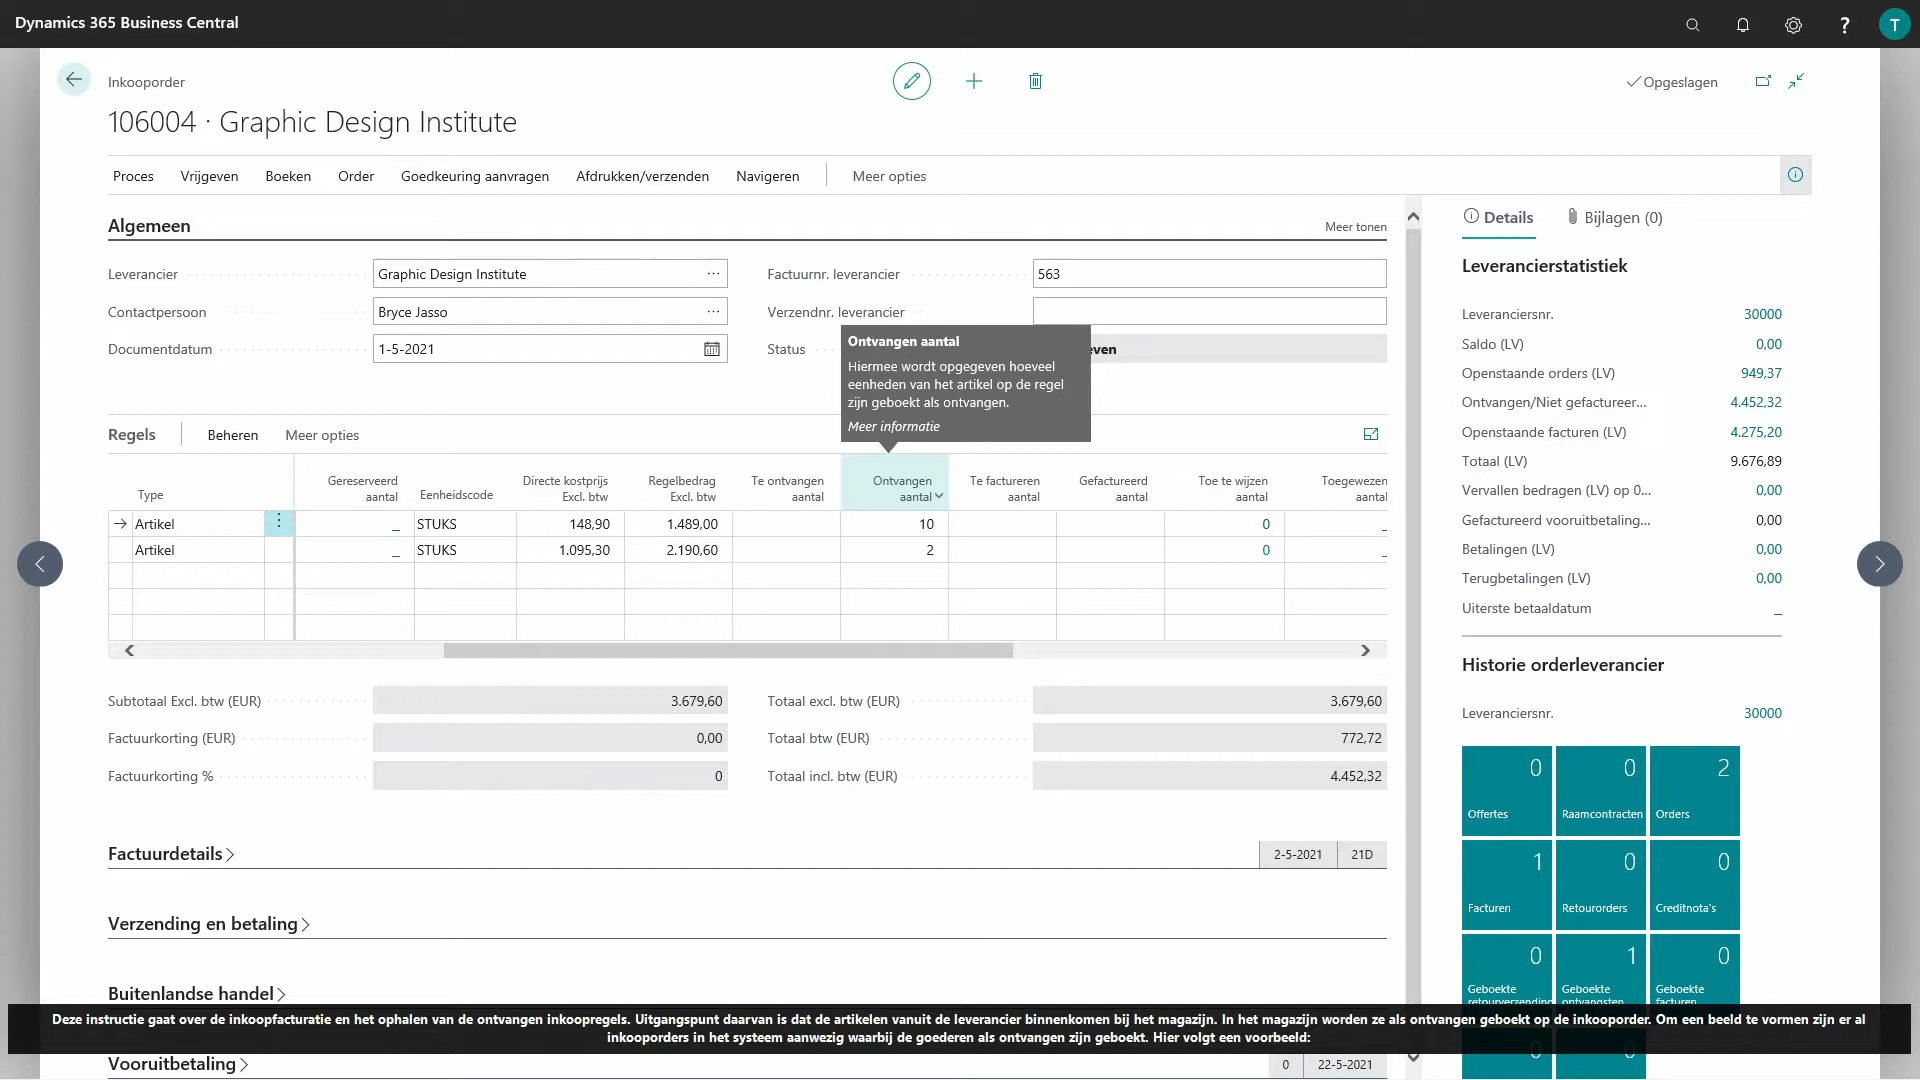 Dynamics 365 Business Central
T
Inkooporder
Opgeslagen
106004 · Graphic Design Institute
Proces Vrijgeven Boeken Order Goedkeuring aanvragen Afdrukken/verzenden Navigeren Meer opties
Algemeen Meer tonen
Leverancier Graphic Design Institute
Contactpersoon Bryce Jasso
Documentdatum 1-5-2021
Factuurnr. leverancier 563
Verzendnr. leverancier
Status
Ontvangen aantal
Hiermee wordt opgegeven hoeveel
eenheden van het artikel op de regel
zijn geboekt als ontvangen.
Meer informatie
Regels Beheren Meer opties
Type Gereserveerd aantal Eenheidscode Directe kostprijs Excl. btw Regelbedrag Excl. btw Te ontvangen aantal Ontvangen aantal Te factureren aantal Gefactureerd aantal Toe te wijzen aantal Toegewezen aantal
Artikel _ STUKS 148,90 1.489,00 10 0 _
Artikel _ STUKS 1.095,30 2.190,60 2 0 _
Subtotaal Excl. btw (EUR) 3.679,60
Factuurkorting (EUR) 0,00
Factuurkorting % 0
Totaal excl. btw (EUR) 3.679,60
Totaal btw (EUR) 772,72
Totaal incl. btw (EUR) 4.452,32
Factuurdetails 2-5-2021 21D
Verzending en betaling
Buitenlandse handel
Vooruitbetaling 0 22-5-2021
Details Bijlagen (0)
Leverancierstatistiek
Leveranciersnr. 30000
Saldo (LV) 0,00
Openstaande orders (LV) 949,37
Ontvangen/Niet gefactureer... 4.452,32
Openstaande facturen (LV) 4.275,20
Totaal (LV) 9.676,89
Vervallen bedragen (LV) op 0... 0,00
Gefactureerd vooruitbetaling... 0,00
Betalingen (LV) 0,00
Terugbetalingen (LV) 0,00
Uiterste betaaldatum _
Historie orderleverancier
Leveranciersnr. 30000
0 Offertes
0 Raamcontracten
2 Orders
1 Facturen
0 Retourorders
0 Creditnota's
0 Geboekte
1 Geboekte
0 Geboekte
0 0
Deze instructie gaat over de inkoopfacturatie en het ophalen van de ontvangen inkoopregels. Uitgangspunt daarvan is dat de artikelen vanuit de leverancier binnenkomen bij het magazijn. In het magazijn worden ze als ontvangen geboekt op de inkooporder. Om een beeld te vormen zijn er al
inkooporders in het systeem aanwezig waarbij de goederen als ontvangen zijn geboekt. Hier volgt een voorbeeld: